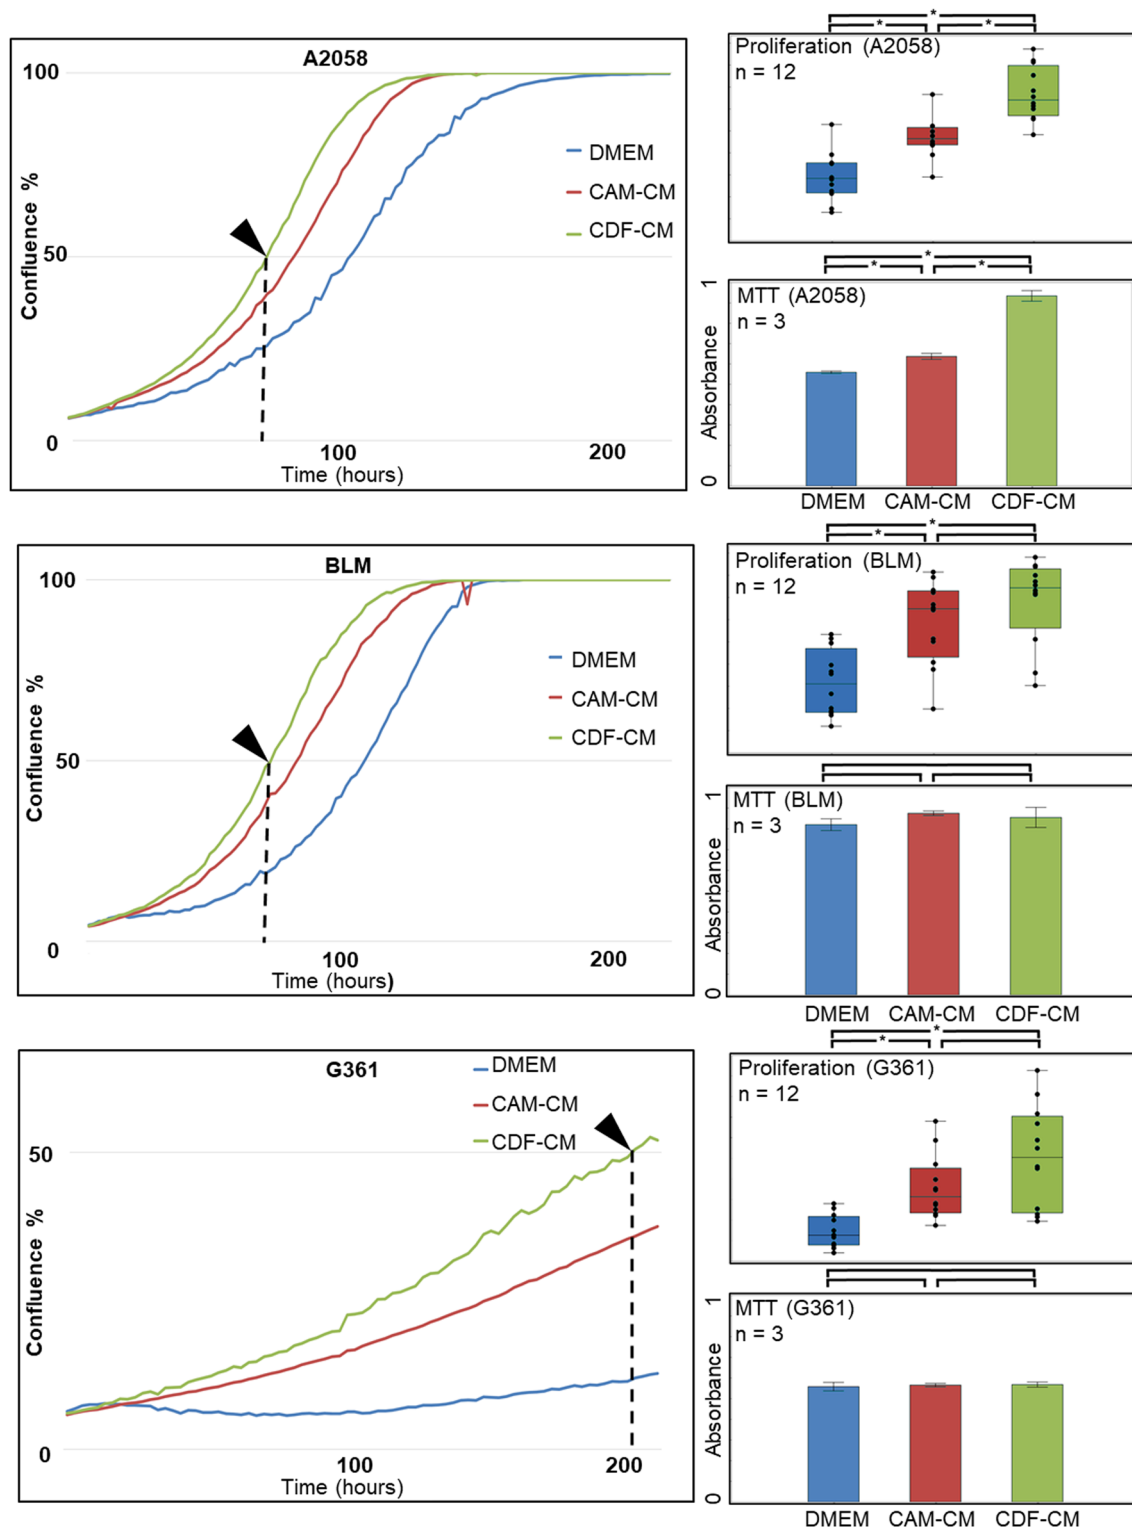 A2058
100
50
0
Confluence %
100
200
Time (hours)
DMEM
CAM-CM
CDF-CM
* 
* *
Proliferation (A2058)
n = 12
*
* *
MTT (A2058)
n = 3
1
0
Absorbance
DMEM CAM-CM CDF-CM
BLM
100
50
0
Confluence %
100
200
Time (hours)
DMEM
CAM-CM
CDF-CM
*
*
Proliferation (BLM)
n = 12
MTT (BLM)
n = 3
1
0
Absorbance
DMEM CAM-CM CDF-CM
G361
50
0
Confluence %
100
200
Time (hours)
DMEM
CAM-CM
CDF-CM
*
*
Proliferation (G361)
n = 12
MTT (G361)
n = 3
1
0
Absorbance
DMEM CAM-CM CDF-CM